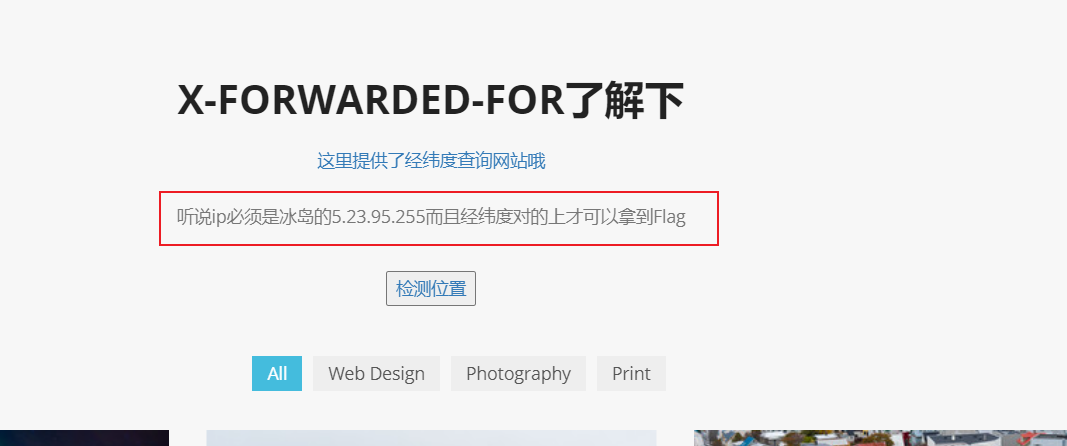 X-FORWARDED-FOR了解下
这里提供了经纬度查询网站哦
听说ip必须是冰岛的5.23.95.255而且经纬度对的上才可以拿到Flag
检测位置
All Web Design Photography Print